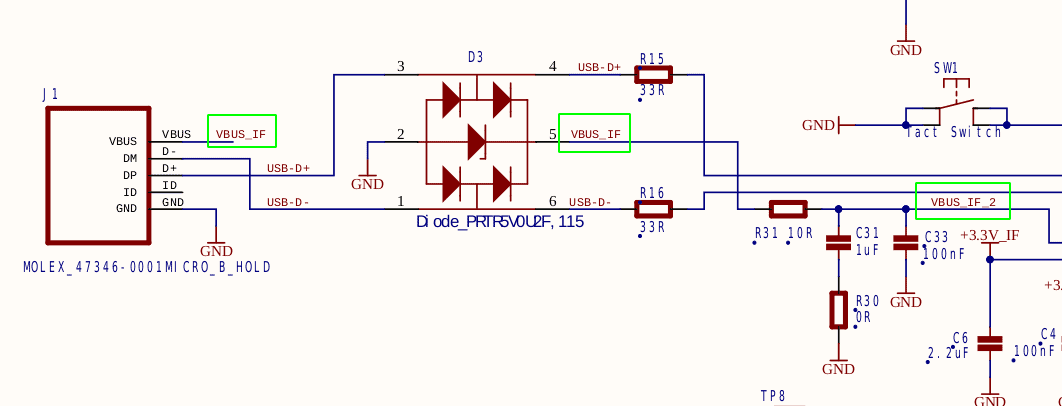 GND
SW1
GND
Tact Switch
J1
VBUS
DM
DP
ID
GND
VBUS
D-
D+
ID
GND
VBUS_IF
USB-D+
USB-D-
GND
MOLEX_47346-0001MICRO_B_HOLD
D3
3
2
1
4
5
6
GND
Diode_PRTR5V0U2F,115
USB-D+
VBUS_IF
USB-D-
R15
33R
R16
33R
R31 10R
VBUS_IF_2
C31
1uF
C33
100nF
+3.3V_IF
GND
R30
0R
GND
C6
2.2uF
GND
C4
100nF
+3.
TP8